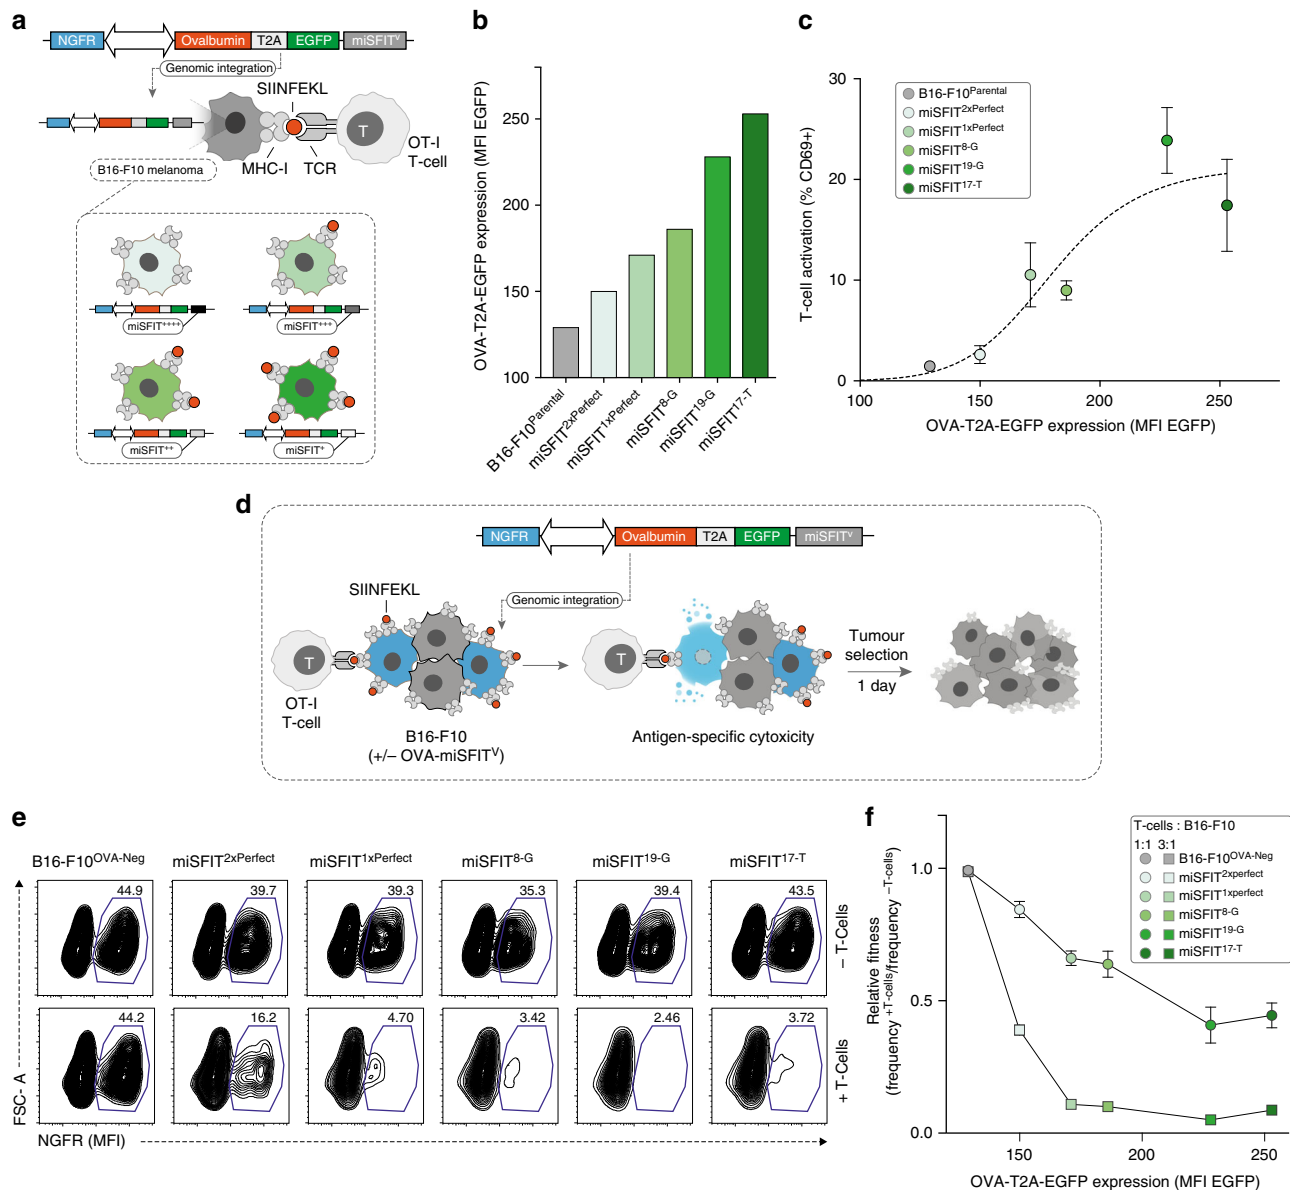 a
NGFR
Ovalbumin
T2A
EGFP
miSFITV
Genomic integration
SIINFEKL
T
OT-I
T-cell
MHC-I
TCR
B16-F10 melanoma
miSFIT++++
miSFIT+++
miSFIT++
miSFIT+
b
OVA-T2A-EGFP expression (MFI EGFP)
250
200
150
100
B16-F10Parental
miSFIT2xPerfect
miSFIT1xPerfect
miSFIT8-G
miSFIT19-G
miSFIT17-T
c
T-cell activation (% CD69+)
30
20
10
0
100
150
200
250
OVA-T2A-EGFP expression (MFI EGFP)
B16-F10Parental
miSFIT2xPerfect
miSFIT1xPerfect
miSFIT8-G
miSFIT19-G
miSFIT17-T
d
NGFR
Ovalbumin
T2A
EGFP
miSFITV
Genomic integration
SIINFEKL
T
OT-I
T-cell
B16-F10
(+/− OVA-miSFITV)
T
Antigen-specific cytoxicity
Tumour
selection
1 day
e
B16-F10OVA-Neg
miSFIT2xPerfect
miSFIT1xPerfect
miSFIT8-G
miSFIT19-G
miSFIT17-T
44.9
39.7
39.3
35.3
39.4
43.5
− T-Cells
44.2
16.2
4.70
3.42
2.46
3.72
+ T-Cells
FSC- A
NGFR (MFI)
f
Relative fitness
(frequency +T-cells/frequency −T-cells)
1.0
0.5
0.0
150
200
250
OVA-T2A-EGFP expression (MFI EGFP)
T-cells : B16-F10
1:1 3:1
B16-F10OVA-Neg
miSFIT2xperfect
miSFIT1xperfect
miSFIT8-G
miSFIT19-G
miSFIT17-T